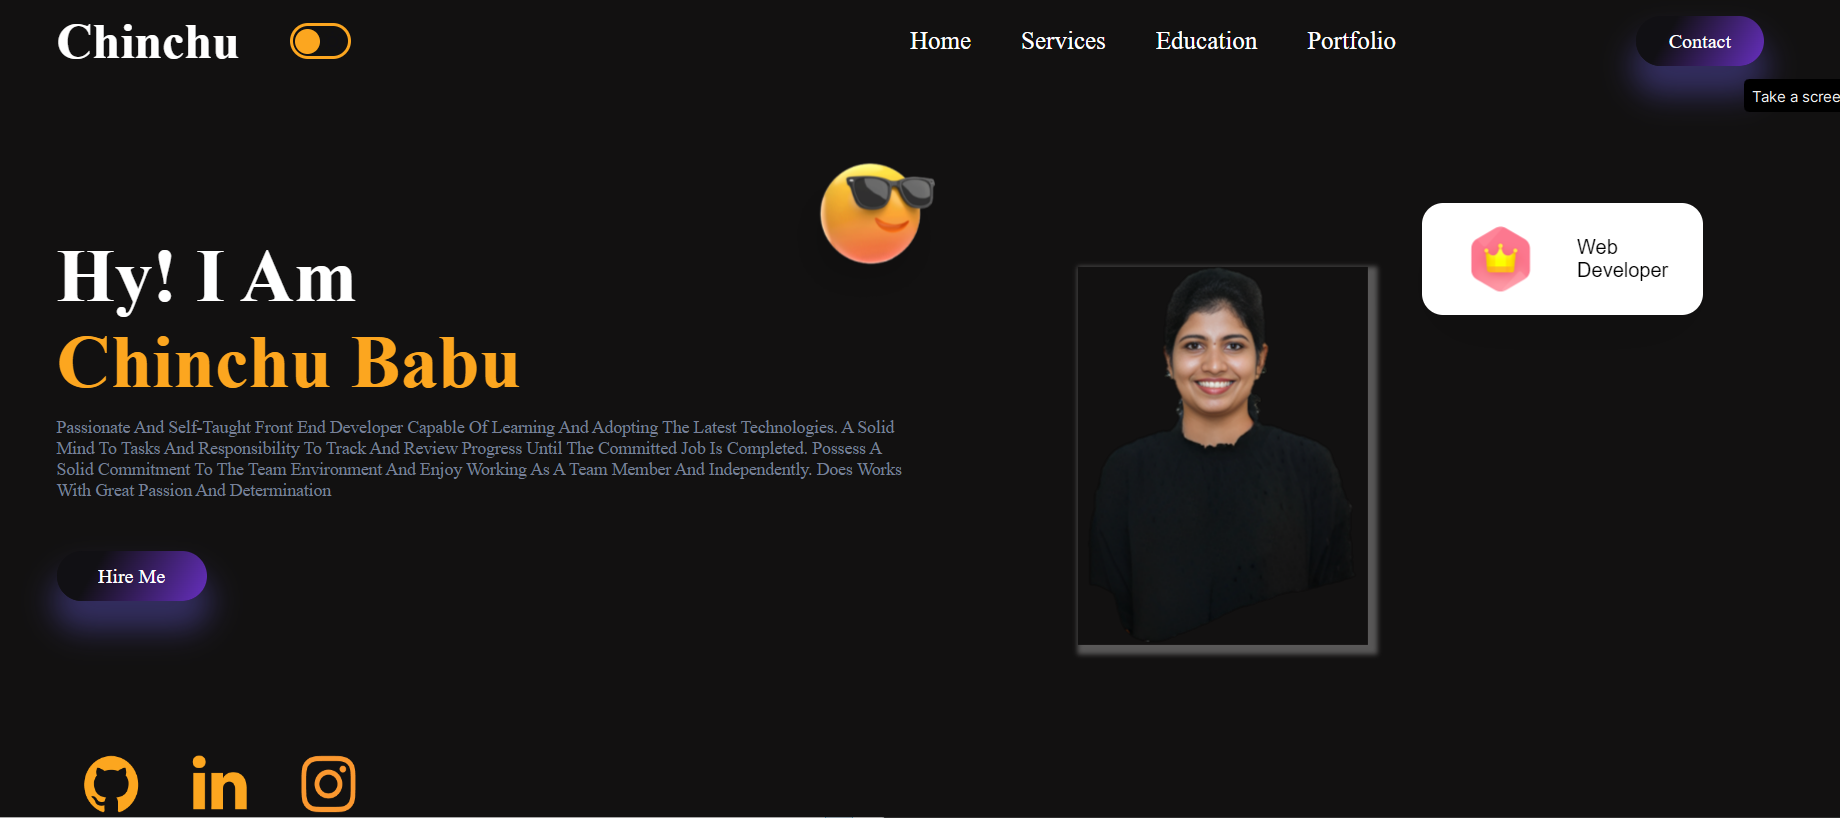 Chinchu
Home Services Education Portfolio
Contact
Take a scree
Web
Developer
Hy! I Am
Chinchu Babu
Passionate And Self-Taught Front End Developer Capable Of Learning And Adopting The Latest Technologies. A Solid
Mind To Tasks And Responsibility To Track And Review Progress Until The Committed Job Is Completed. Possess A
Solid Commitment To The Team Environment And Enjoy Working As A Team Member And Independently. Does Works
With Great Passion And Determination
Hire Me
in